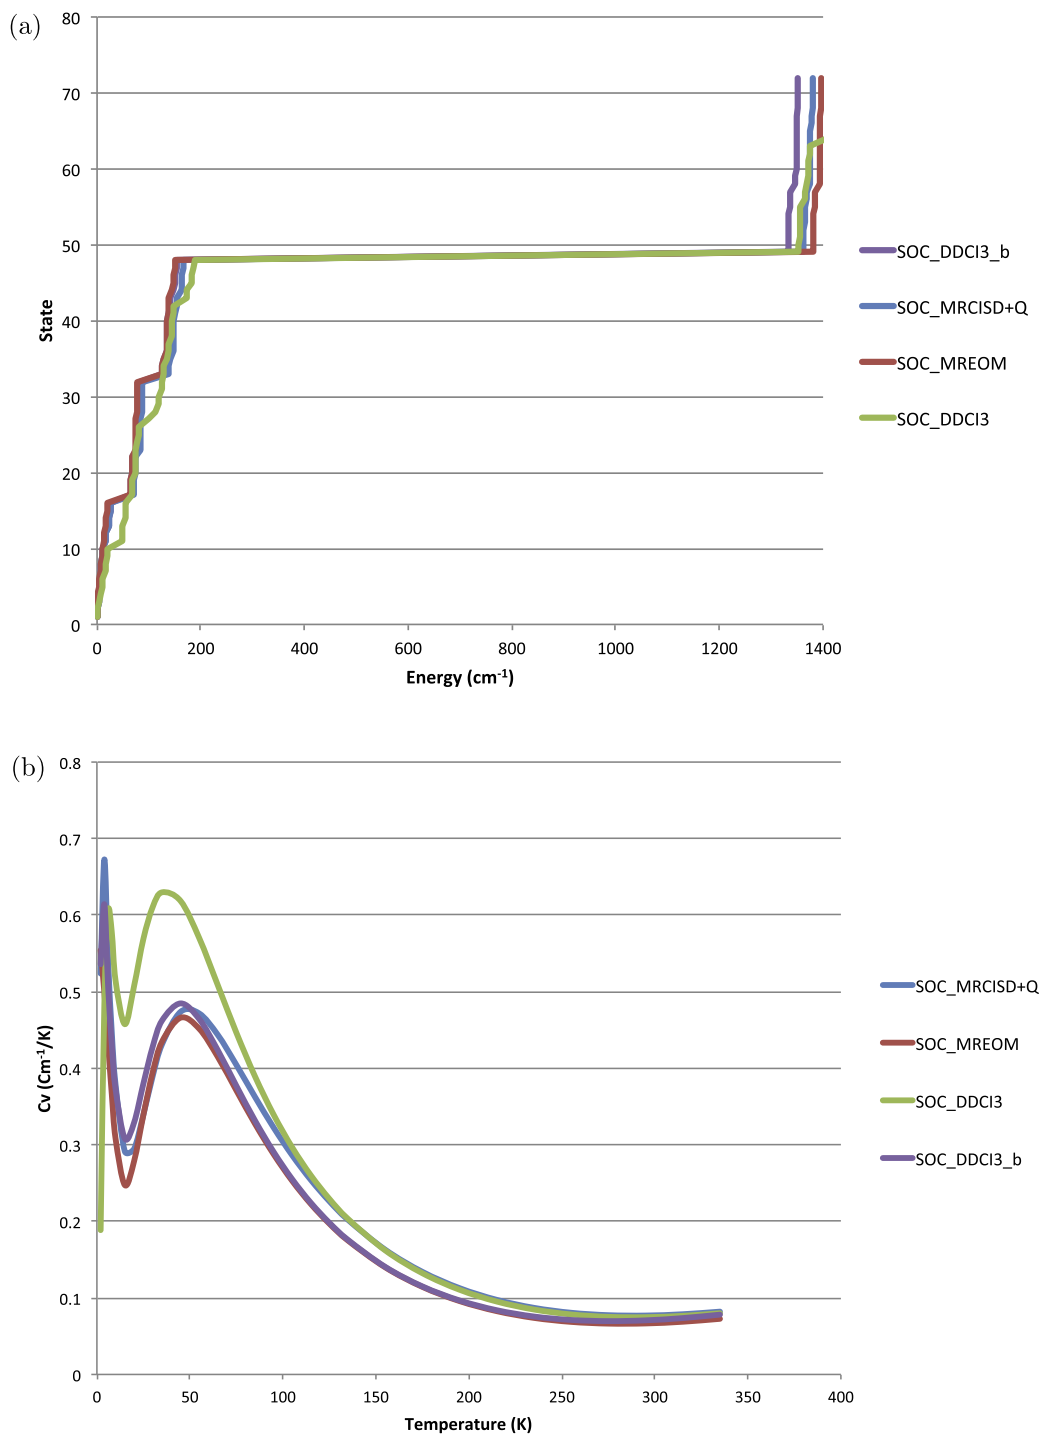 (a)
80
70
60
50
40
30
20
10
0
State
0 200 400 600 800 1000 1200 1400
Energy (cm-1)
SOC_DDCI3_b
SOC_MRCISD+Q
SOC_MREOM
SOC_DDCI3
(b)
0.8
0.7
0.6
0.5
0.4
0.3
0.2
0.1
0
Cv (Cm-1/K)
0 50 100 150 200 250 300 350 400
Temperature (K)
SOC_MRCISD+Q
SOC_MREOM
SOC_DDCI3
SOC_DDCI3_b